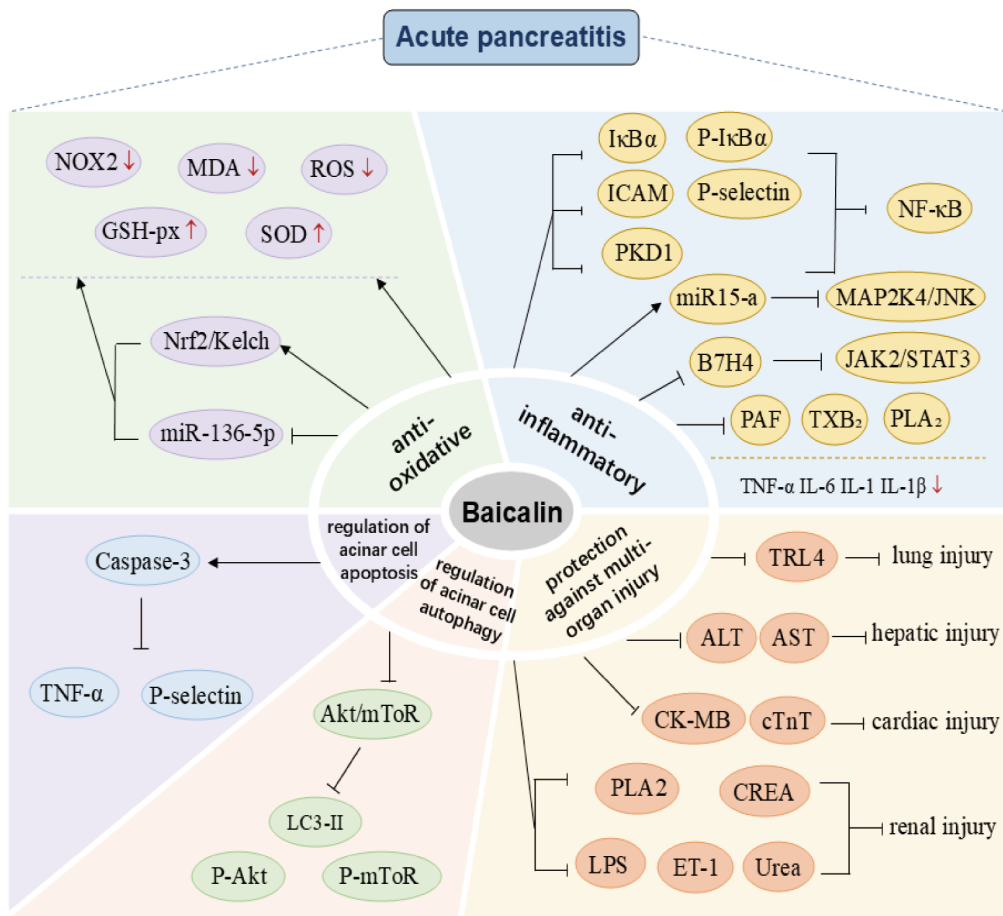 Acute pancreatitis
NOX2 ↓
MDA ↓
ROS ↓
GSH-px ↑
SOD ↑
Nrf2/Kelch
miR-136-5p
anti-
oxidative
IκBα
P-IκBα
ICAM
P-selectin
PKD1
NF-κB
miR15-a
MAP2K4/JNK
B7H4
JAK2/STAT3
PAF
TXB₂
PLA₂
TNF-α IL-6 IL-1 IL-1β ↓
anti-
inflammatory
Baicalin
regulation of
acinar cell
apoptosis
Caspase-3
TNF-α
P-selectin
regulation
of acinar cell
autophagy
Akt/mToR
LC3-II
P-Akt
P-mToR
protection
against multi-
organ injury
TRL4
lung injury
ALT
AST
hepatic injury
CK-MB
cTnT
cardiac injury
PLA2
CREA
LPS
ET-1
Urea
renal injury